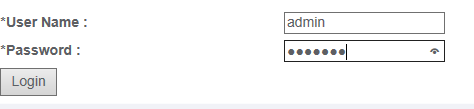 *User Name : admin
*Password : ●●●●●●●
Login